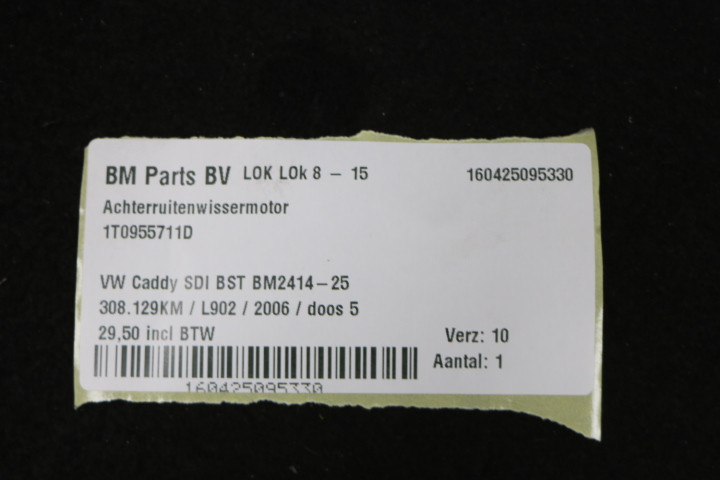 BM Parts BV LOK LOk 8 – 15 160425095330
Achterruitenwissermotor
1T0955711D
VW Caddy SDI BST BM2414–25
308.129KM / L902 / 2006 / doos 5
29,50 incl BTW Verz: 10
Aantal: 1
160425095330